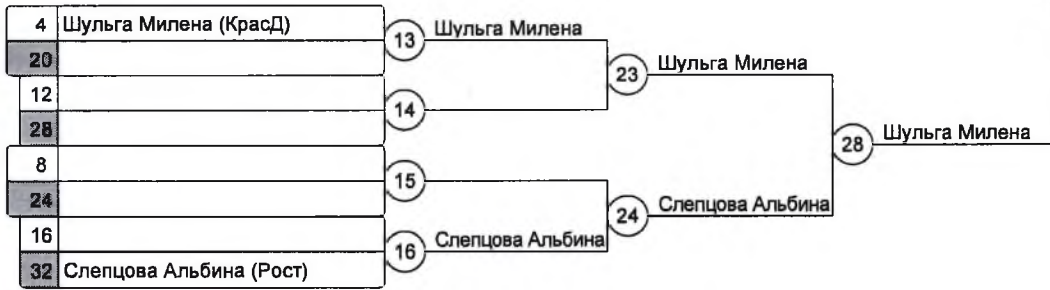 4 Шульга Милена (КрасД)
20
12
28
8
24
16
32 Слепцова Альбина (Рост)
13 Шульга Милена
14
15
16 Слепцова Альбина
23 Шульга Милена
24 Слепцова Альбина
28 Шульга Милена